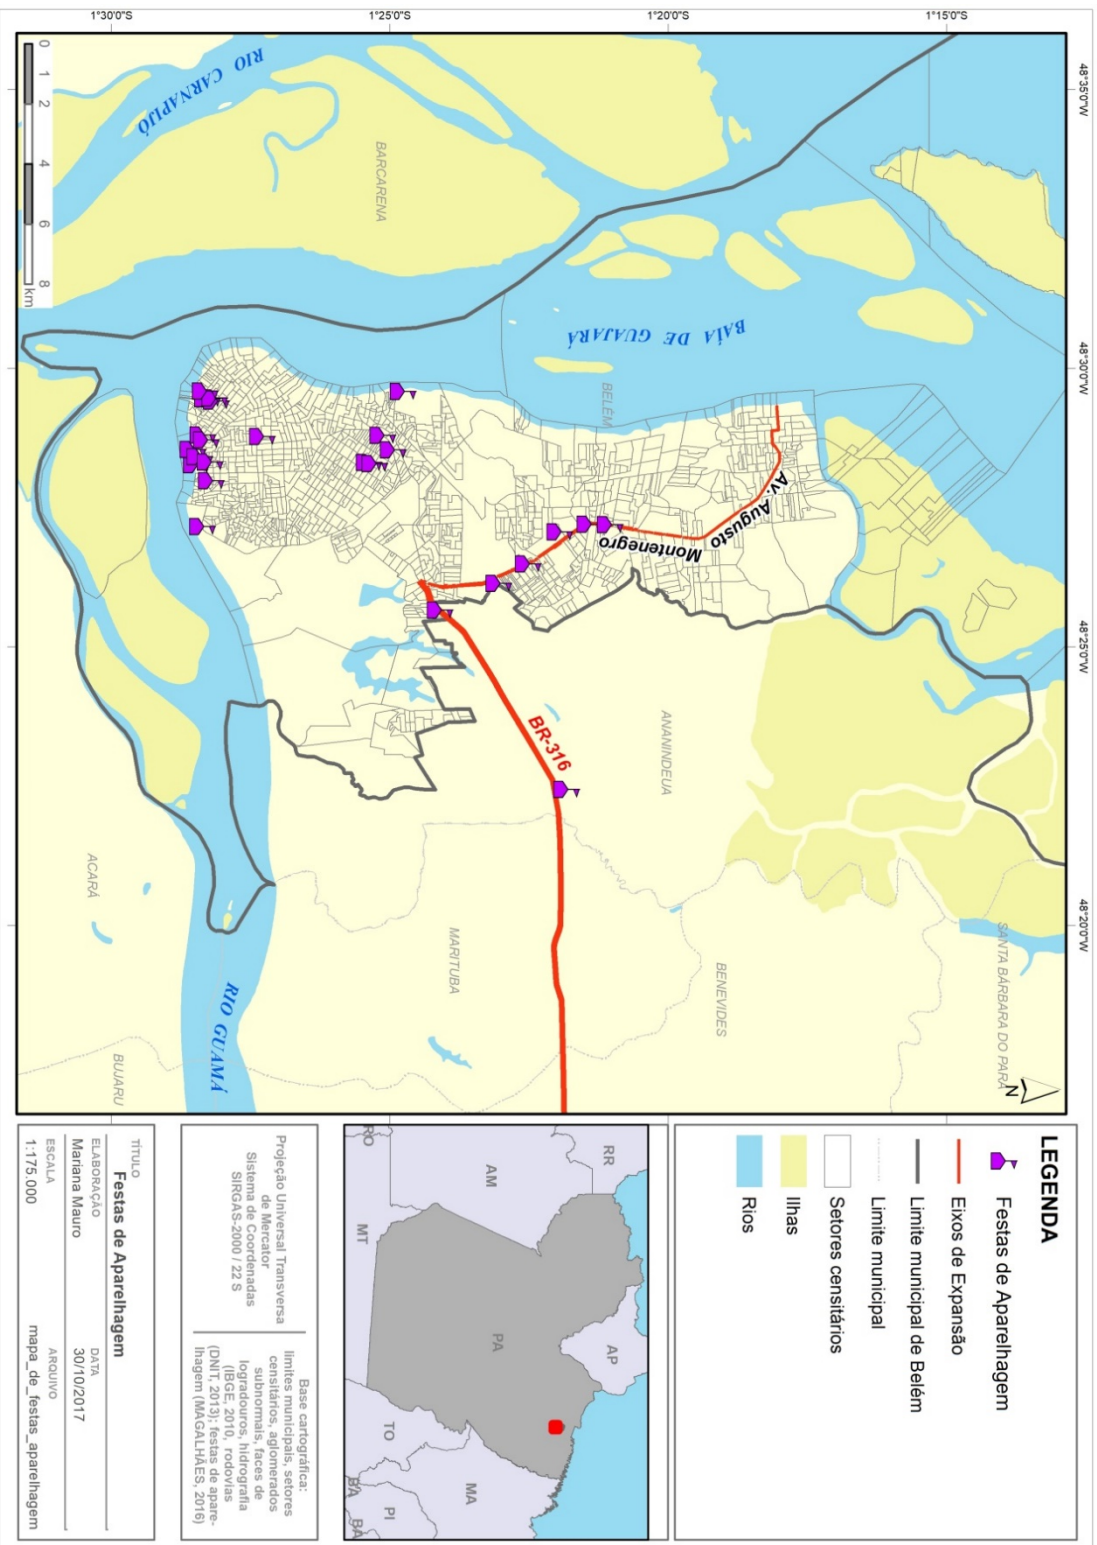 48°35'0"W
48°30'0"W
48°25'0"W
48°20'0"W
1°15'0"S
1°20'0"S
1°25'0"S
1°30'0"S
N
SANTA BÁRBARA DO PARÁ
BENEVIDES
BELÉM
BAÍA DE GUAJARÁ
Av. Augusto
Montenegro
ANANINDEUA
BR-316
MARITUBA
BARCARENA
RIO CARNAPIJÓ
RIO GUAMÁ
ACARÁ
BUJARU
0 1 2 4 6 8
km
LEGENDA
Festas de Aparelhagem
Eixos de Expansão
Limite municipal de Belém
Limite municipal
Setores censitários
Ilhas
Rios
RR
AP
AM
PA
MA
RO
MT
TO
PI
BA
BA
Projeção Universal Transversa
de Mercator
Sistema de Coordenadas
SIRGAS-2000 / 22 S
Base cartográfica:
limites municipais, setores
censitários, aglomerados
subnormais, faces de
logradouros, hidrografia
(IBGE, 2010, rodovias
(DNIT, 2013); festas de apare-
lhagem (MAGALHÃES, 2016)
TÍTULO
Festas de Aparelhagem
ELABORAÇÃO
Mariana Mauro
DATA
30/10/2017
ESCALA
1:175.000
ARQUIVO
mapa_de_festas_aparelhagem